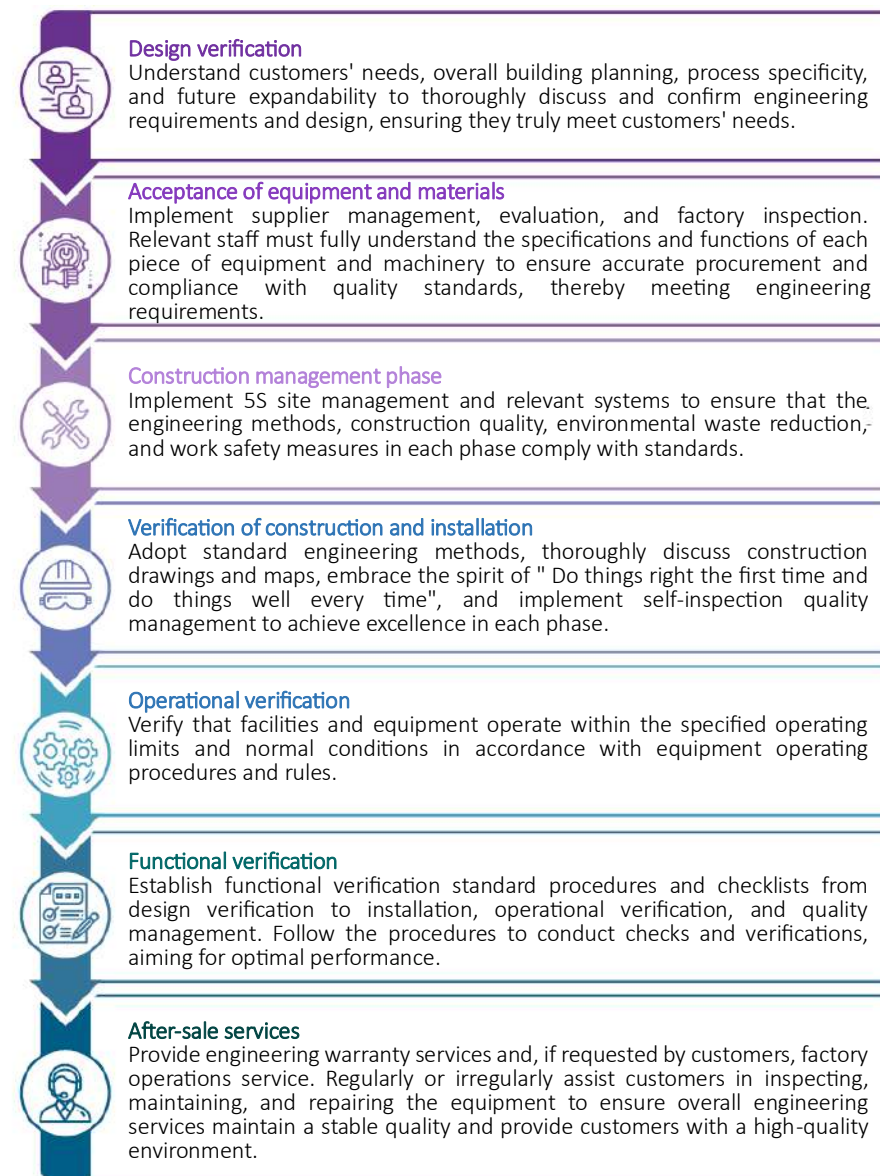 Design verification
Understand customers' needs, overall building planning, process specificity,
and future expandability to thoroughly discuss and confirm engineering
requirements and design, ensuring they truly meet customers' needs.
Acceptance of equipment and materials
Implement supplier management, evaluation, and factory inspection.
Relevant staff must fully understand the specifications and functions of each
piece of equipment and machinery to ensure accurate procurement and
compliance with quality standards, thereby meeting engineering
requirements.
Construction management phase
Implement 5S site management and relevant systems to ensure that the
engineering methods, construction quality, environmental waste reduction,
and work safety measures in each phase comply with standards.
Verification of construction and installation
Adopt standard engineering methods, thoroughly discuss construction
drawings and maps, embrace the spirit of " Do things right the first time and
do things well every time", and implement self-inspection quality
management to achieve excellence in each phase.
Operational verification
Verify that facilities and equipment operate within the specified operating
limits and normal conditions in accordance with equipment operating
procedures and rules.
Functional verification
Establish functional verification standard procedures and checklists from
design verification to installation, operational verification, and quality
management. Follow the procedures to conduct checks and verifications,
aiming for optimal performance.
After-sale services
Provide engineering warranty services and, if requested by customers, factory
operations service. Regularly or irregularly assist customers in inspecting,
maintaining, and repairing the equipment to ensure overall engineering
services maintain a stable quality and provide customers with a high-quality
environment.